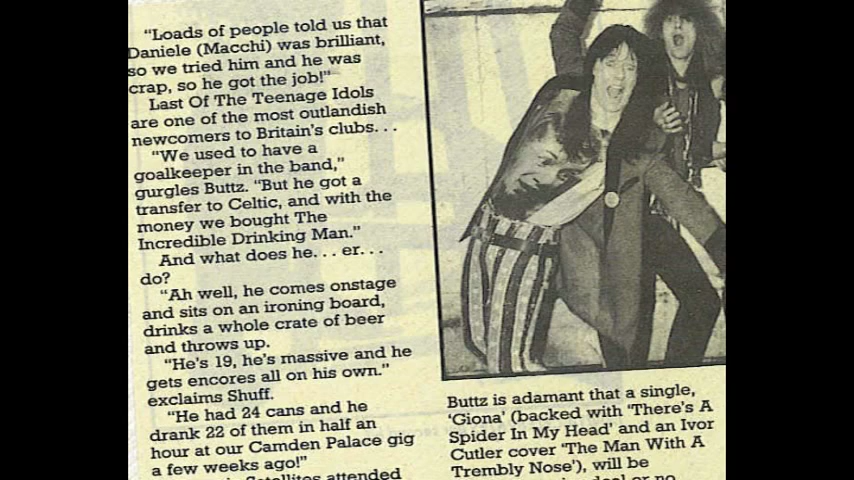 “Loads of people told us that
Daniele (Macchi) was brilliant,
so we tried him and he was
crap, so he got the job!”
Last Of The Teenage Idols
are one of the most outlandish
newcomers to Britain’s clubs. . .
“We used to have a
goalkeeper in the band,”
gurgles Buttz. “But he got a
transfer to Celtic, and with the
money we bought The
Incredible Drinking Man.”
And what does he. . . er. . .
do?
“Ah well, he comes onstage
and sits on an ironing board,
drinks a whole crate of beer
and throws up.
“He’s 19, he’s massive and he
gets encores all on his own.”
exclaims Shuff.
“He had 24 cans and he
drank 22 of them in half an
hour at our Camden Palace gig
a few weeks ago!”
Satellites attended
Buttz is adamant that a single,
‘Giona’ (backed with ‘There’s A
Spider In My Head’ and an Ivor
Cutler cover ‘The Man With A
Trembly Nose’), will be
deal or no